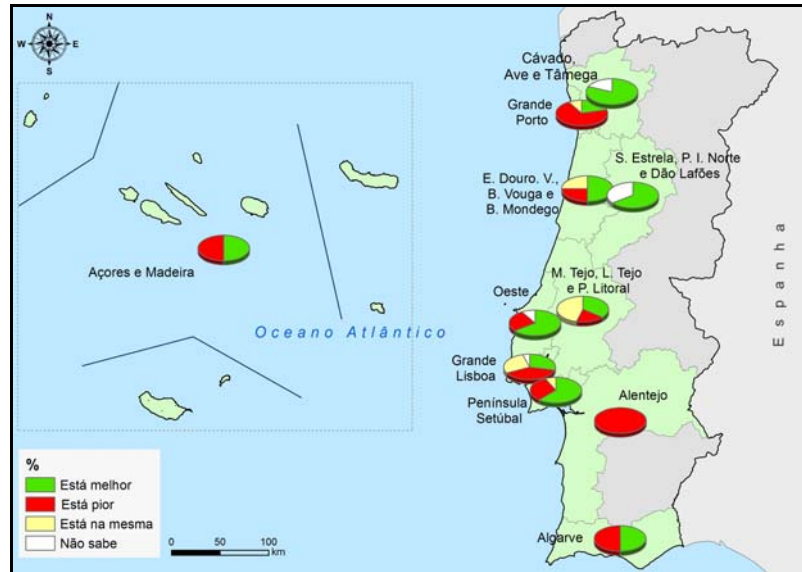 N
W
E
S
Cávado,
Ave e Tâmega
Grande
Porto
S. Estrela, P. I. Norte
e Dão Lafões
E. Douro. V.,
B. Vouga e
B. Mondego
Açores e Madeira
M. Tejo, L. Tejo
e P. Litoral
Oeste
Oceano Atlântico
Espanha
Grande
Lisboa
Alentejo
Península
Setúbal
Algarve
%
Está melhor
Está pior
Está na mesma
Não sabe
0 50 100
km